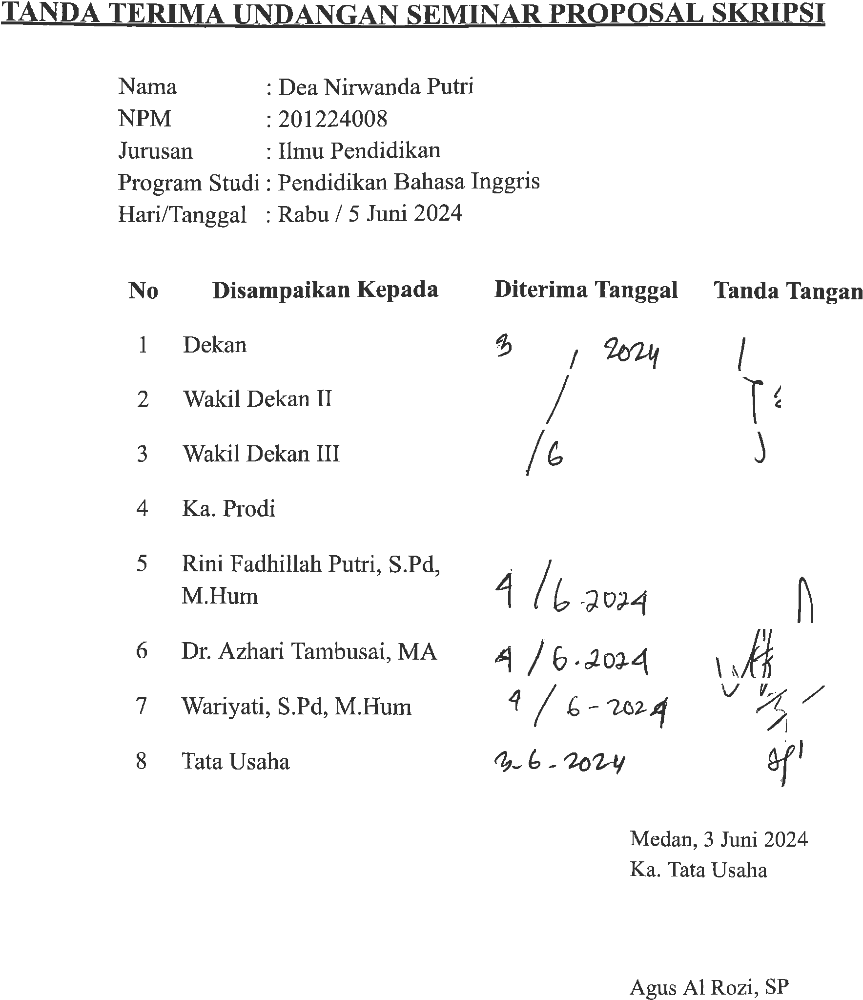 TANDA TERIMA UNDANGAN SEMINAR PROPOSAL SKRIPSI
Nama : Dea Nirwanda Putri
NPM : 201224008
Jurusan : Ilmu Pendidikan
Program Studi : Pendidikan Bahasa Inggris
Hari/Tanggal : Rabu / 5 Juni 2024
No Disampaikan Kepada Diterima Tanggal Tanda Tangan
1 Dekan 3 / 2024
2 Wakil Dekan II
3 Wakil Dekan III / 6
4 Ka. Prodi
5 Rini Fadhillah Putri, S.Pd,
M.Hum 4 / 6 - 2024
6 Dr. Azhari Tambusai, MA 4 / 6 . 2024
7 Wariyati, S.Pd, M.Hum 4 / 6 - 2024
8 Tata Usaha 3 - 6 - 2024
Medan, 3 Juni 2024
Ka. Tata Usaha
Agus Al Rozi, SP